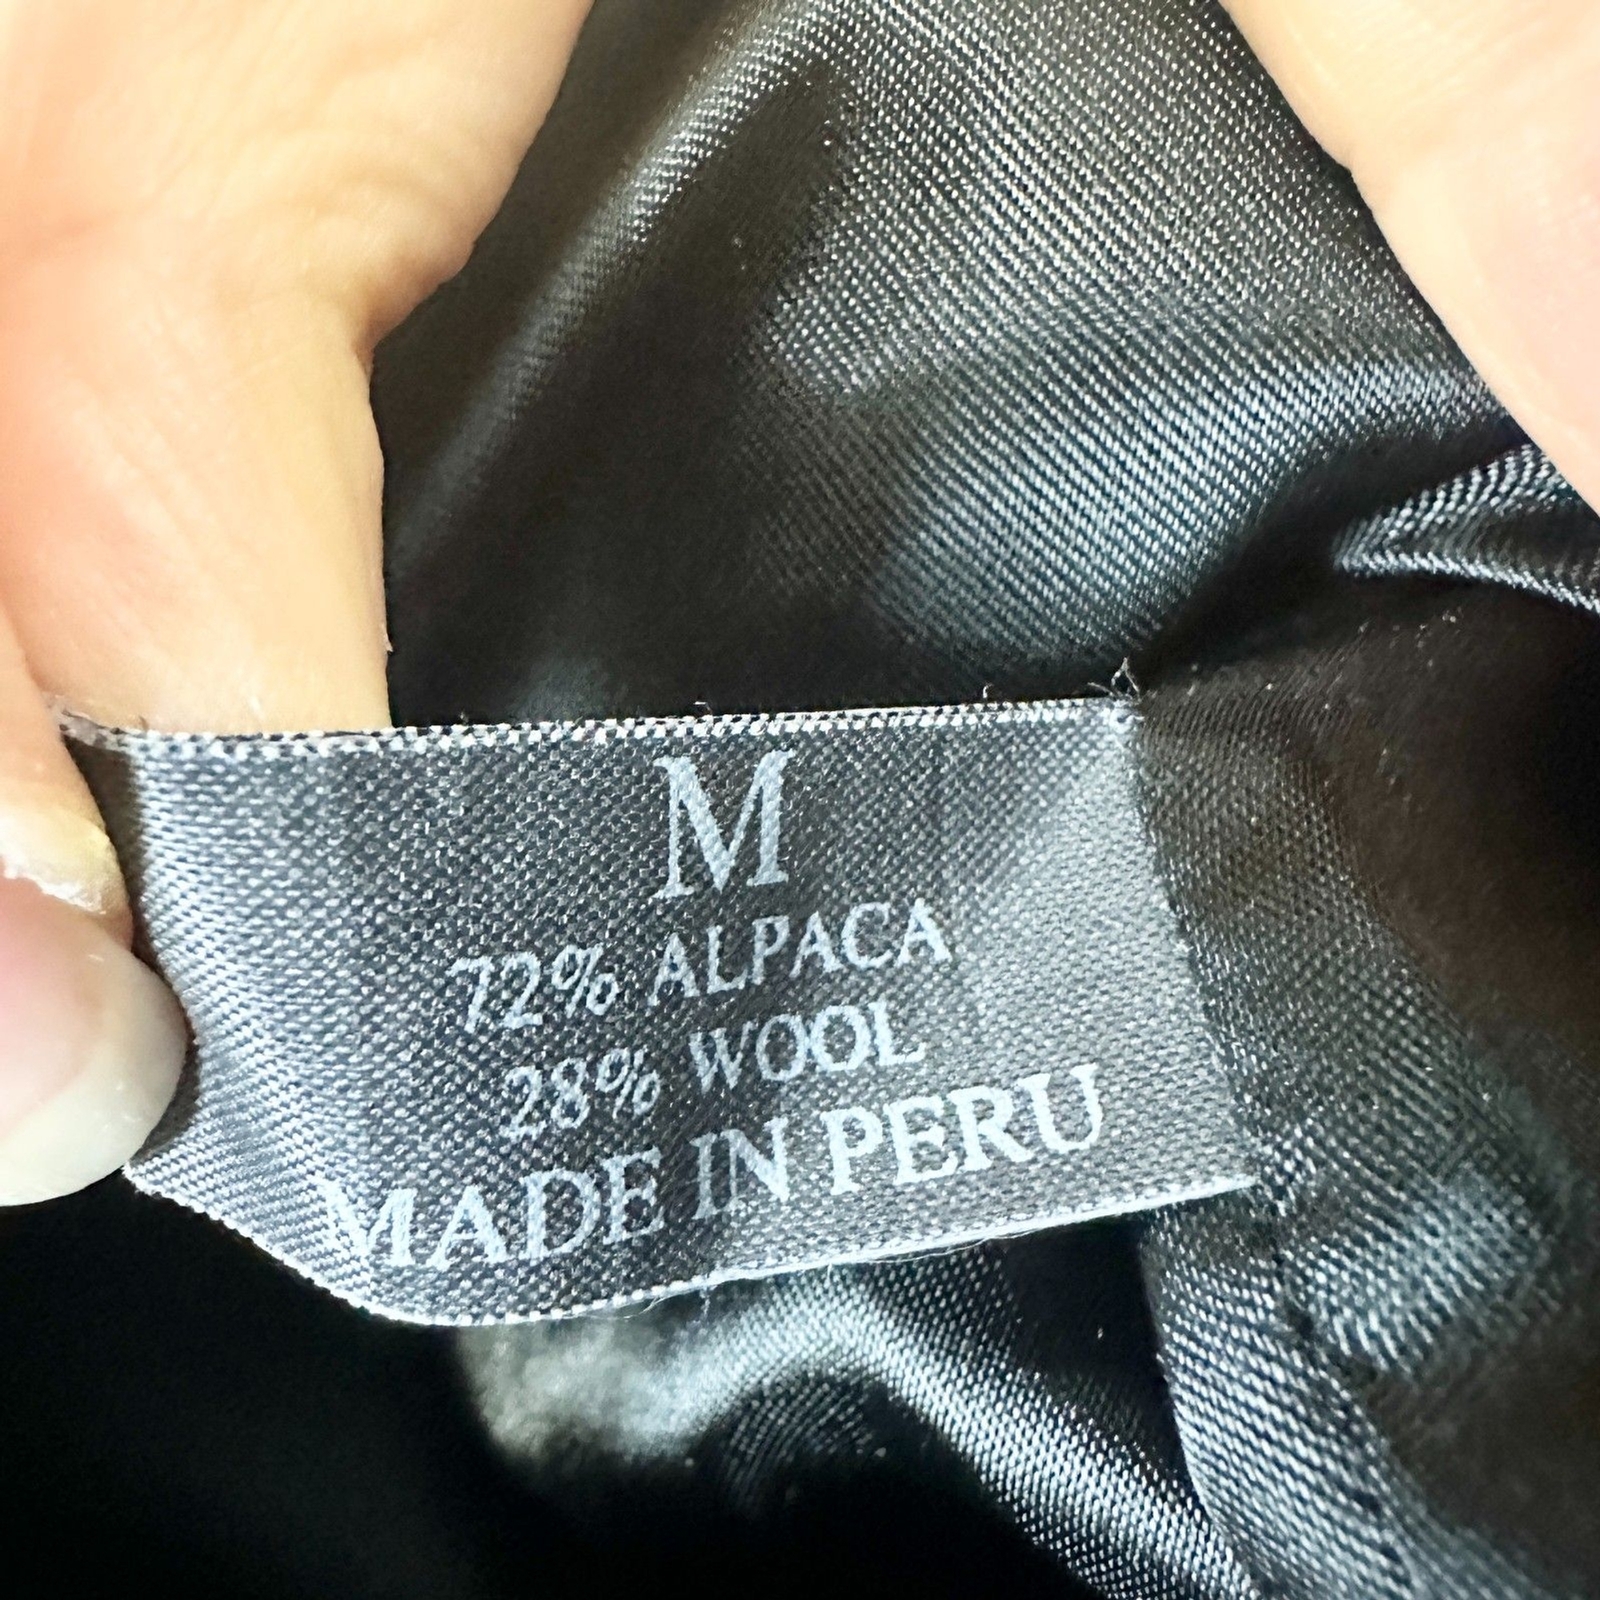 M
72% ALPACA
28% WOOL
MADE IN PERU